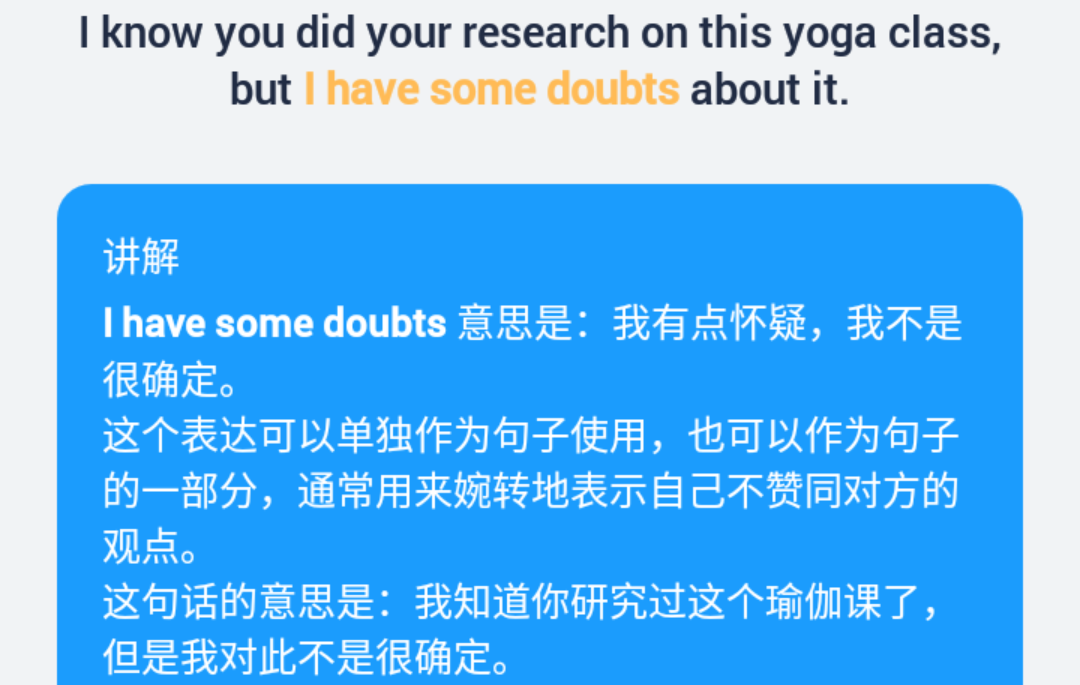 I know you did your research on this yoga class,
but I have some doubts about it.
讲解
I have some doubts 意思是：我有点怀疑，我不是
很确定。
这个表达可以单独作为句子使用，也可以作为句子
的一部分，通常用来婉转地表示自己不赞同对方的
观点。
这句话的意思是：我知道你研究过这个瑜伽课了，
但是我对此不是很确定。